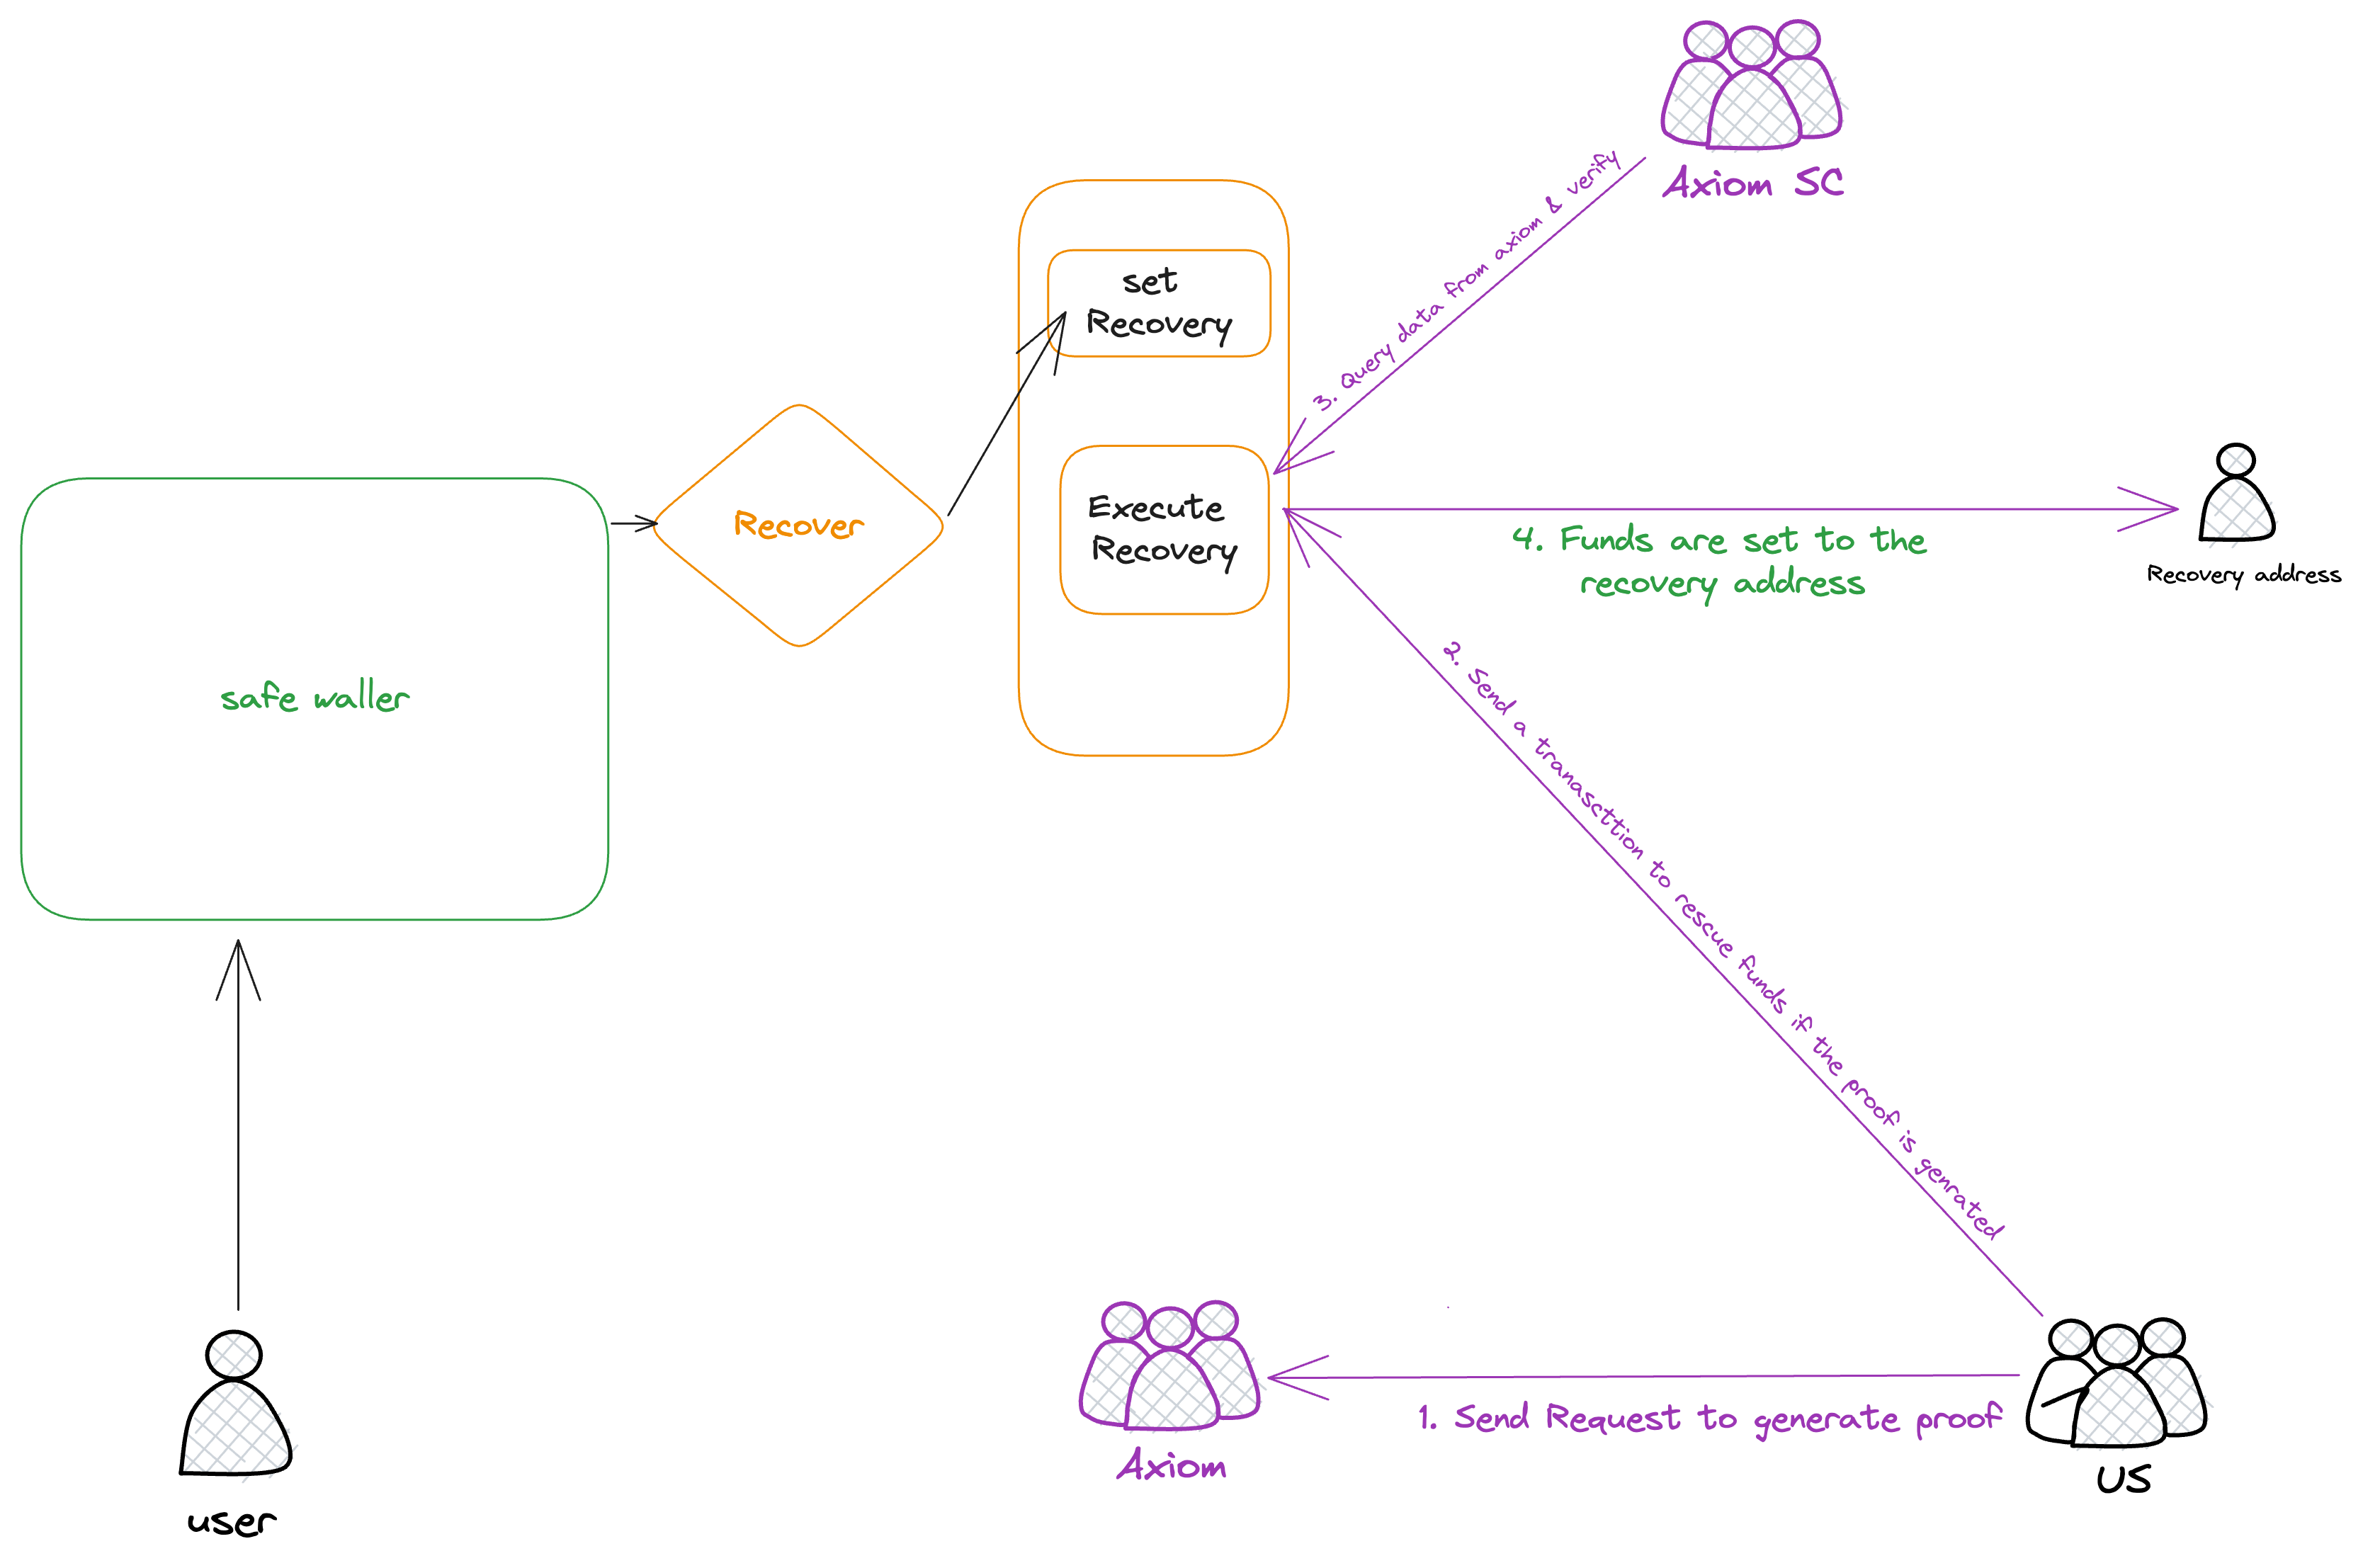 Axiom SC
3. Query data from axiom & verify
set
Recovery
Execute
Recovery
Recover
4. Funds are set to the
recovery address
Recovery address
safe waller
2. Send a tranascttion to rescue funds if the proof is genrated
1. Send Request to generate proof
Axiom
US
user